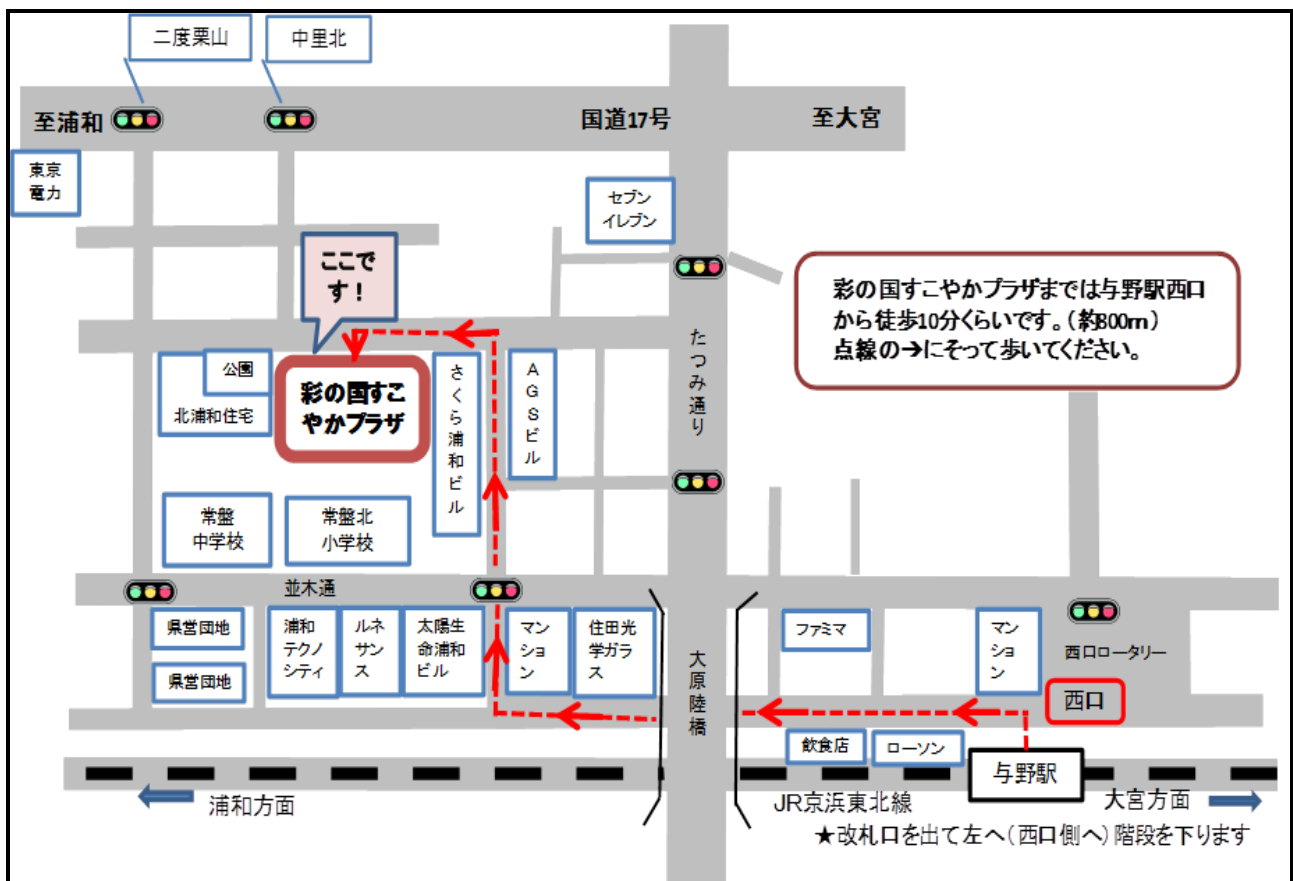 二度栗山
中里北
至浦和
国道17号
至大宮
東京
電力
セブン
イレブン
ここで
す！
彩の国すこやかプラザまでは与野駅西口
から徒歩10分くらいです。（約800m）
点線の→にそって歩いてください。
たつみ通り
公園
北浦和住宅
彩の国すこ
やかプラザ
さくら浦和ビル
AGSビル
常盤
中学校
常盤北
小学校
並木通
県営団地
県営団地
浦和
テクノ
シティ
ルネ
サン
ス
太陽生
命浦和
ビル
マン
ショ
ン
住田光
学ガラ
ス
大原陸橋
ファミマ
マン
ショ
ン
西口ロータリー
西口
飲食店
ローソン
与野駅
浦和方面
JR京浜東北線
大宮方面
★改札口を出て左へ（西口側へ）階段を下ります